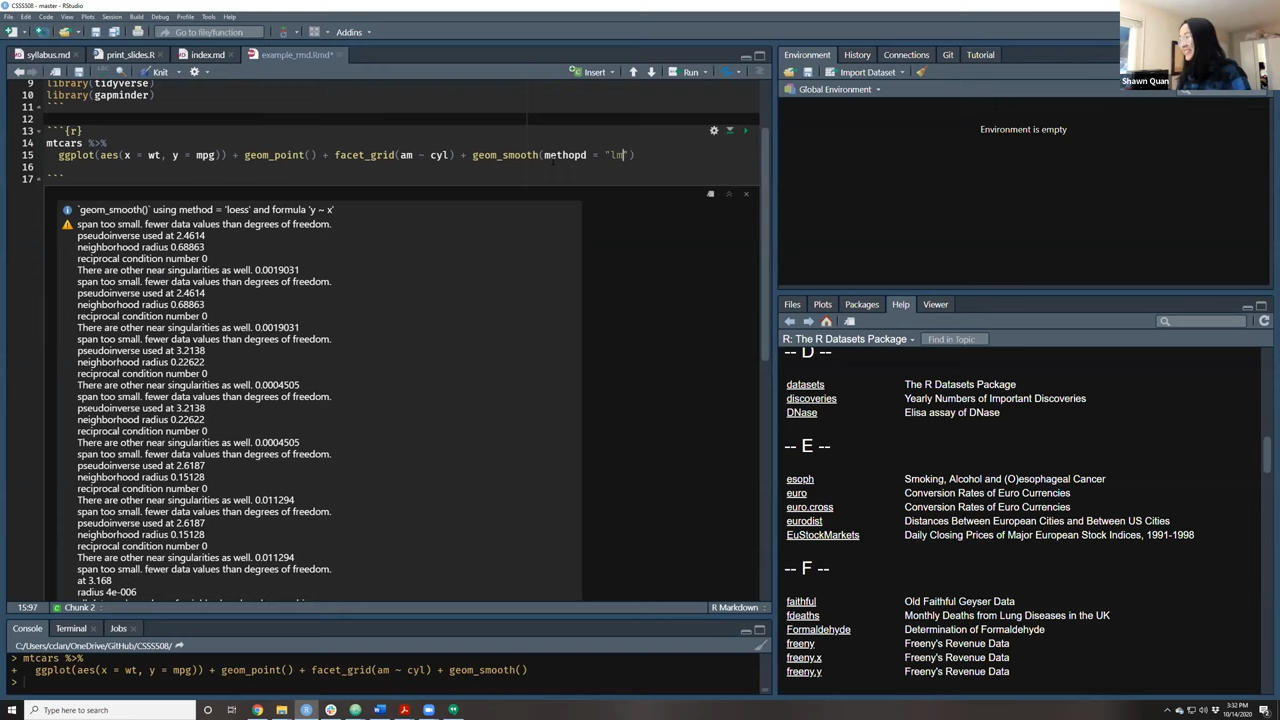 CSSS508 - master - RStudio
File Edit Code View Plots Session Build Debug Profile Tools Help
Go to file/function Addins
syllabus.md print_slides.R index.md example_rmd.Rmd*
Knit Insert Run
9 library(tidyverse)
10 library(gapminder)
11 ```
12
13 ```{r}
14 mtcars %>%
15 ggplot(aes(x = wt, y = mpg)) + geom_point() + facet_grid(am ~ cyl) + geom_smooth(methopd = "lm")
16
17 ```
`geom_smooth()` using method = 'loess' and formula 'y ~ x'
span too small. fewer data values than degrees of freedom.
pseudoinverse used at 2.4614
neighborhood radius 0.68863
reciprocal condition number 0
There are other near singularities as well. 0.0019031
span too small. fewer data values than degrees of freedom.
pseudoinverse used at 2.4614
neighborhood radius 0.68863
reciprocal condition number 0
There are other near singularities as well. 0.0019031
span too small. fewer data values than degrees of freedom.
pseudoinverse used at 3.2138
neighborhood radius 0.22622
reciprocal condition number 0
There are other near singularities as well. 0.0004505
span too small. fewer data values than degrees of freedom.
pseudoinverse used at 3.2138
neighborhood radius 0.22622
reciprocal condition number 0
There are other near singularities as well. 0.0004505
span too small. fewer data values than degrees of freedom.
pseudoinverse used at 2.6187
neighborhood radius 0.15128
reciprocal condition number 0
There are other near singularities as well. 0.011294
span too small. fewer data values than degrees of freedom.
pseudoinverse used at 2.6187
neighborhood radius 0.15128
reciprocal condition number 0
There are other near singularities as well. 0.011294
span too small. fewer data values than degrees of freedom.
at 3.168
radius 4e-006
15:97 Chunk 2 R Markdown
Console Terminal Jobs
C:/Users/cclan/OneDrive/GitHub/CSSS508/
> mtcars %>%
+ ggplot(aes(x = wt, y = mpg)) + geom_point() + facet_grid(am ~ cyl) + geom_smooth()
>
Environment History Connections Git Tutorial
Import Dataset
Global Environment
Environment is empty
Shawn Quan
Files Plots Packages Help Viewer
R: The R Datasets Package Find in Topic
-- D --
datasets The R Datasets Package
discoveries Yearly Numbers of Important Discoveries
DNase Elisa assay of DNase
-- E --
esoph Smoking, Alcohol and (O)esophageal Cancer
euro Conversion Rates of Euro Currencies
euro.cross Conversion Rates of Euro Currencies
eurodist Distances Between European Cities and Between US Cities
EuStockMarkets Daily Closing Prices of Major European Stock Indices, 1991-1998
-- F --
faithful Old Faithful Geyser Data
fdeaths Monthly Deaths from Lung Diseases in the UK
Formaldehyde Determination of Formaldehyde
freeny Freeny's Revenue Data
freeny.x Freeny's Revenue Data
freeny.y Freeny's Revenue Data
Type here to search
3:32 PM
10/14/2020